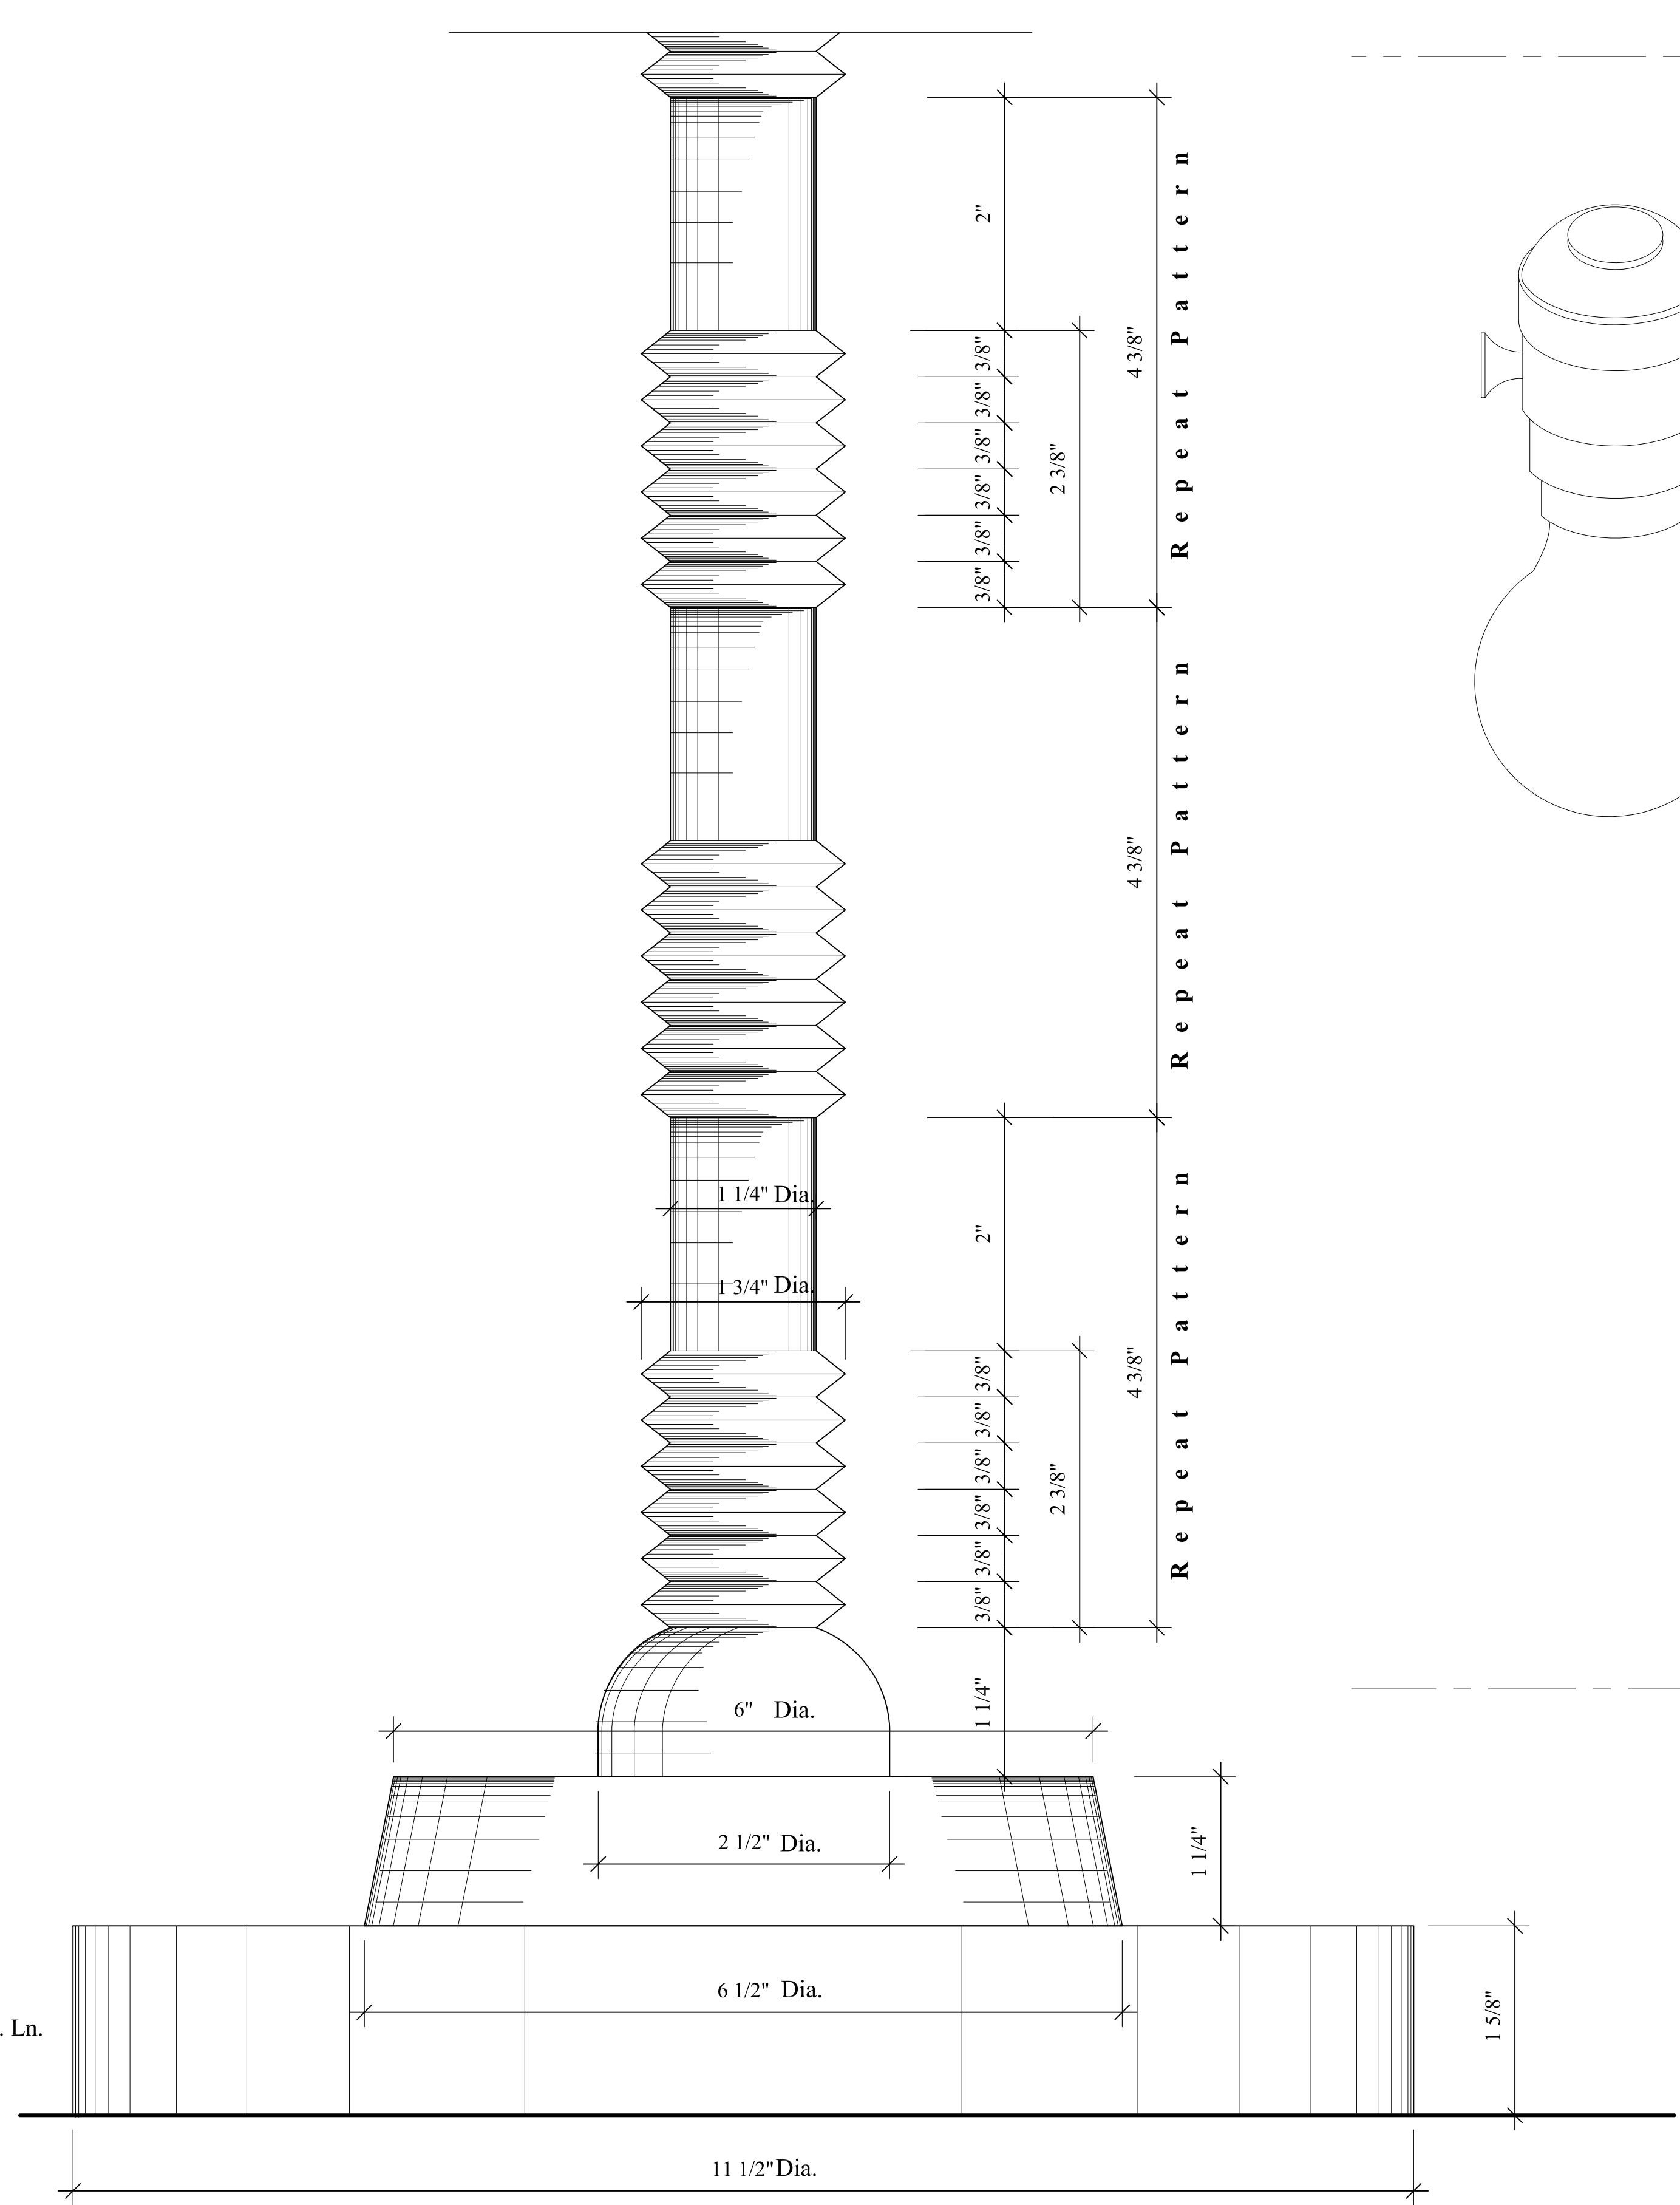 2"
3/8"
3/8"
3/8"
3/8"
3/8"
3/8"
2 3/8"
4 3/8"
Repeat Pattern
4 3/8"
Repeat Pattern
1 1/4" Dia.
1 3/4" Dia.
2"
3/8"
3/8"
3/8"
3/8"
3/8"
3/8"
2 3/8"
4 3/8"
Repeat Pattern
1 1/4"
6" Dia.
2 1/2" Dia.
1 1/4"
6 1/2" Dia.
1 5/8"
. Ln.
11 1/2" Dia.